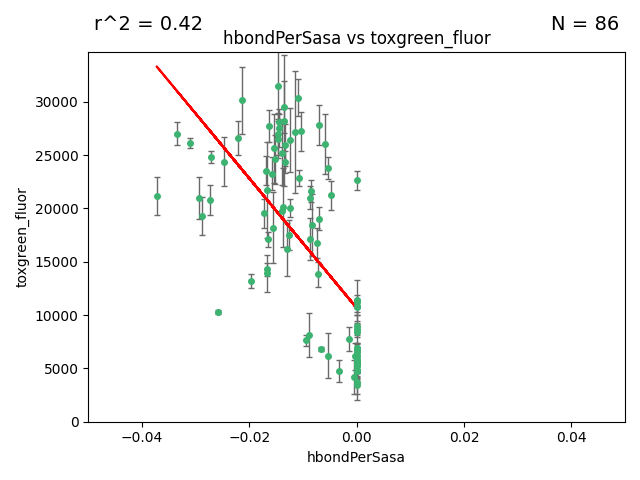 r^2 = 0.42 N = 86
hbondPerSasa vs toxgreen_fluor
30000
25000
20000
15000
10000
5000
0
toxgreen_fluor
−0.04 −0.02 0.00 0.02 0.04
hbondPerSasa